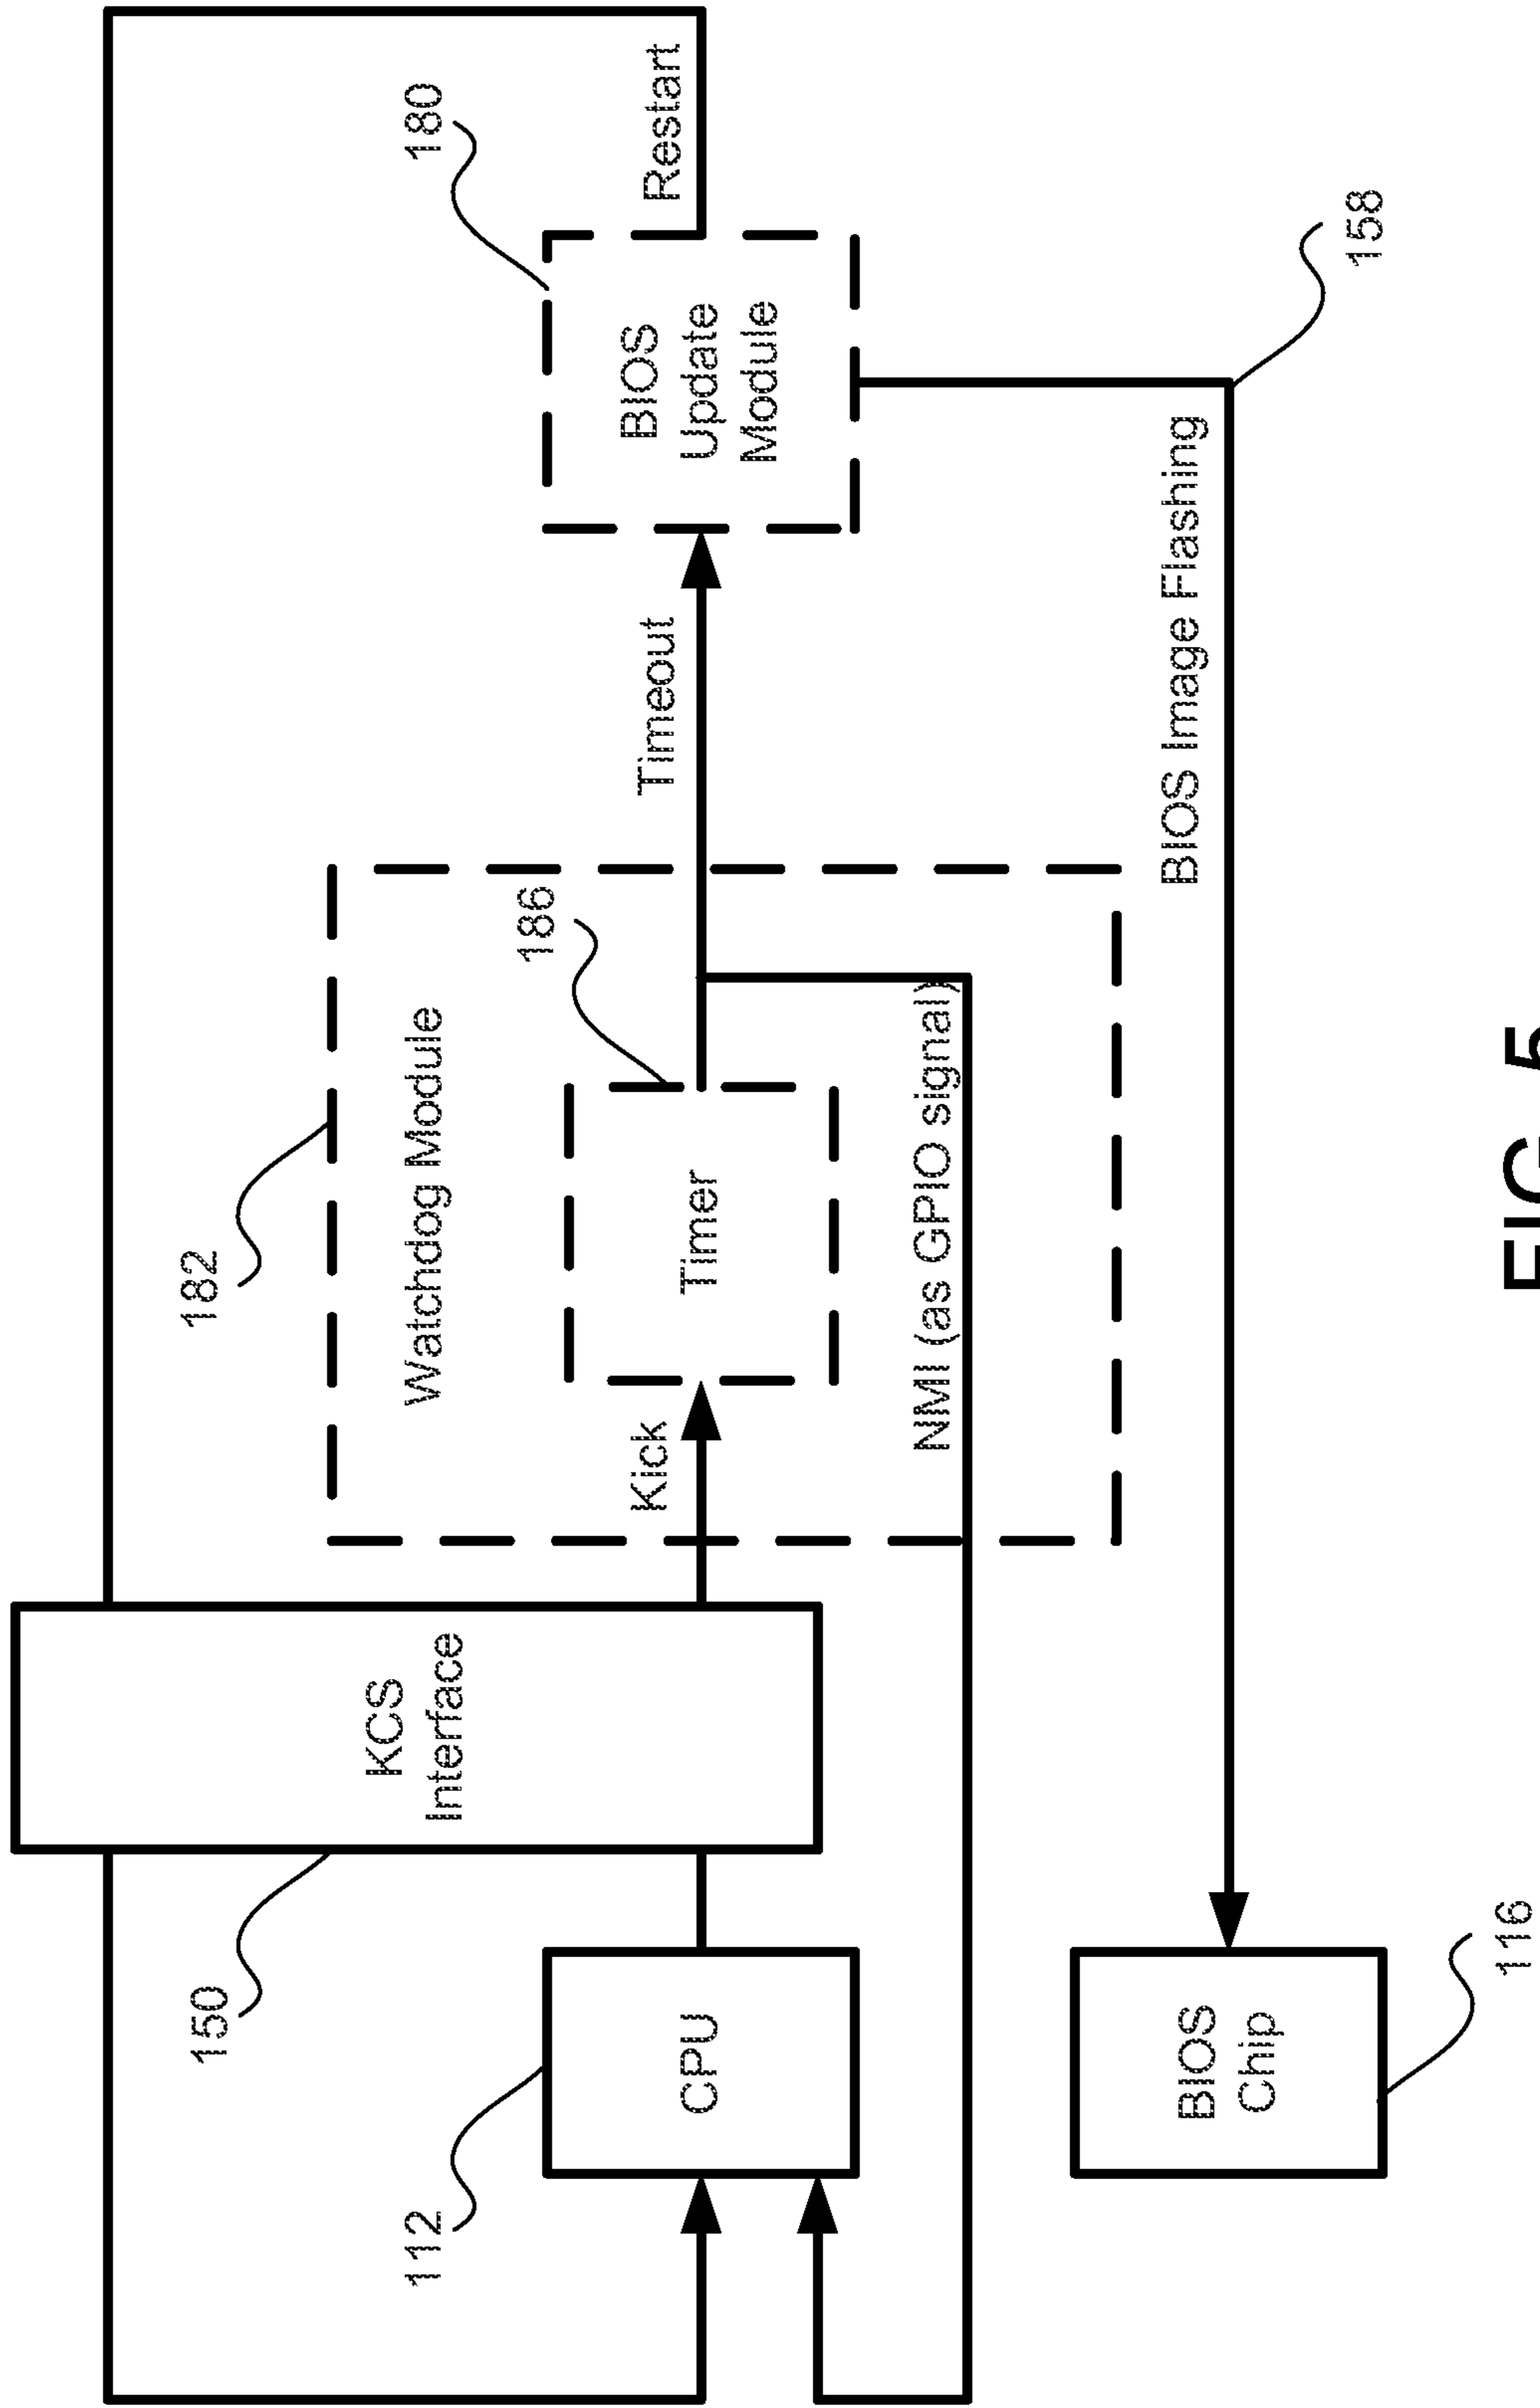 150
KCS
Interface
182
Watchdog Module
112
CPU
Kick
Timer
186
NMI (as GPIO signal)
Timeout
180
BIOS
Update
Module
Restart
BIOS Image Flashing
158
BIOS
Chip
116
FIG. 5